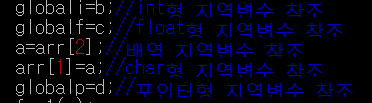 globali=b;//int형 지역변수 참조
globalf=c;//float형 지역변수 참조
a=arr[2];//배역 지역변수 참조
arr[1]=a;//char형 지역변수 참조
globalp=d;//포인터형 지역변수 참조